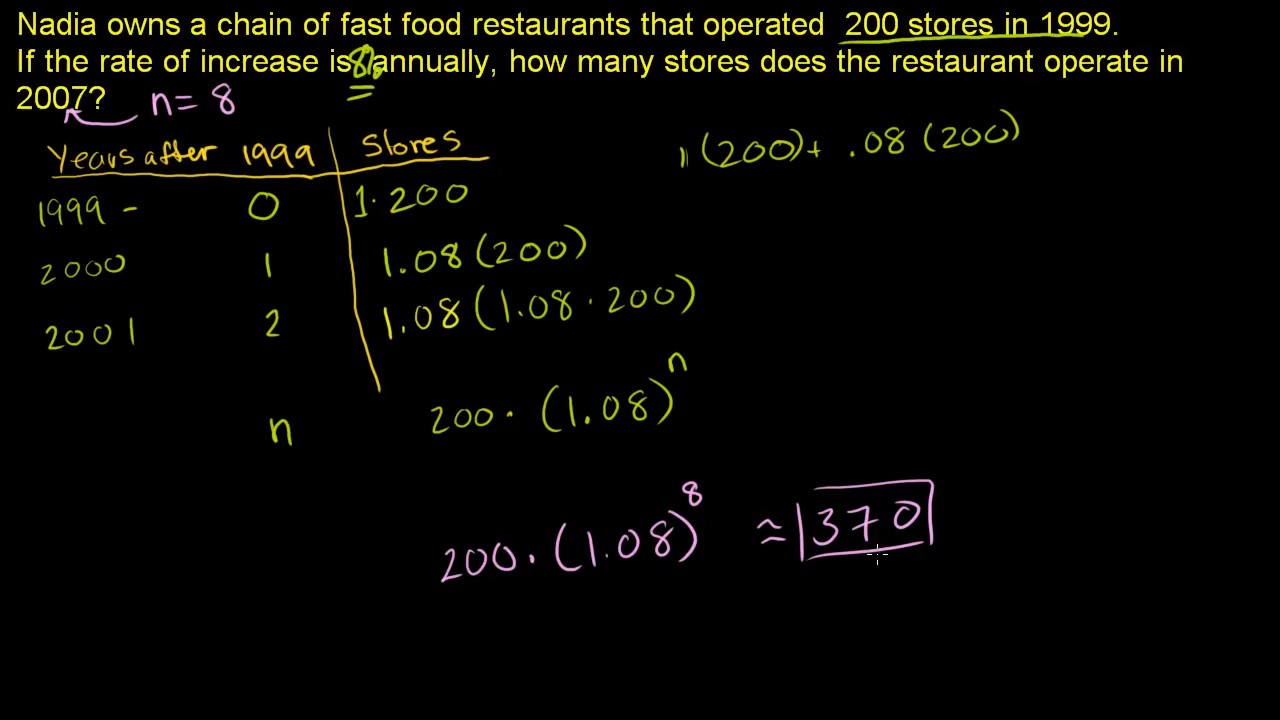 Nadia owns a chain of fast food restaurants that operated 200 stores in 1999.
If the rate of increase is 8% annually, how many stores does the restaurant operate in
2007? n = 8
Years after 1999 Stores
1(200)+ .08(200)
1999 - 0 1·200
2000 1 1.08(200)
2001 2 1.08(1.08·200)
n 200·(1.08)^n
200·(1.08)^8 ≈ 370